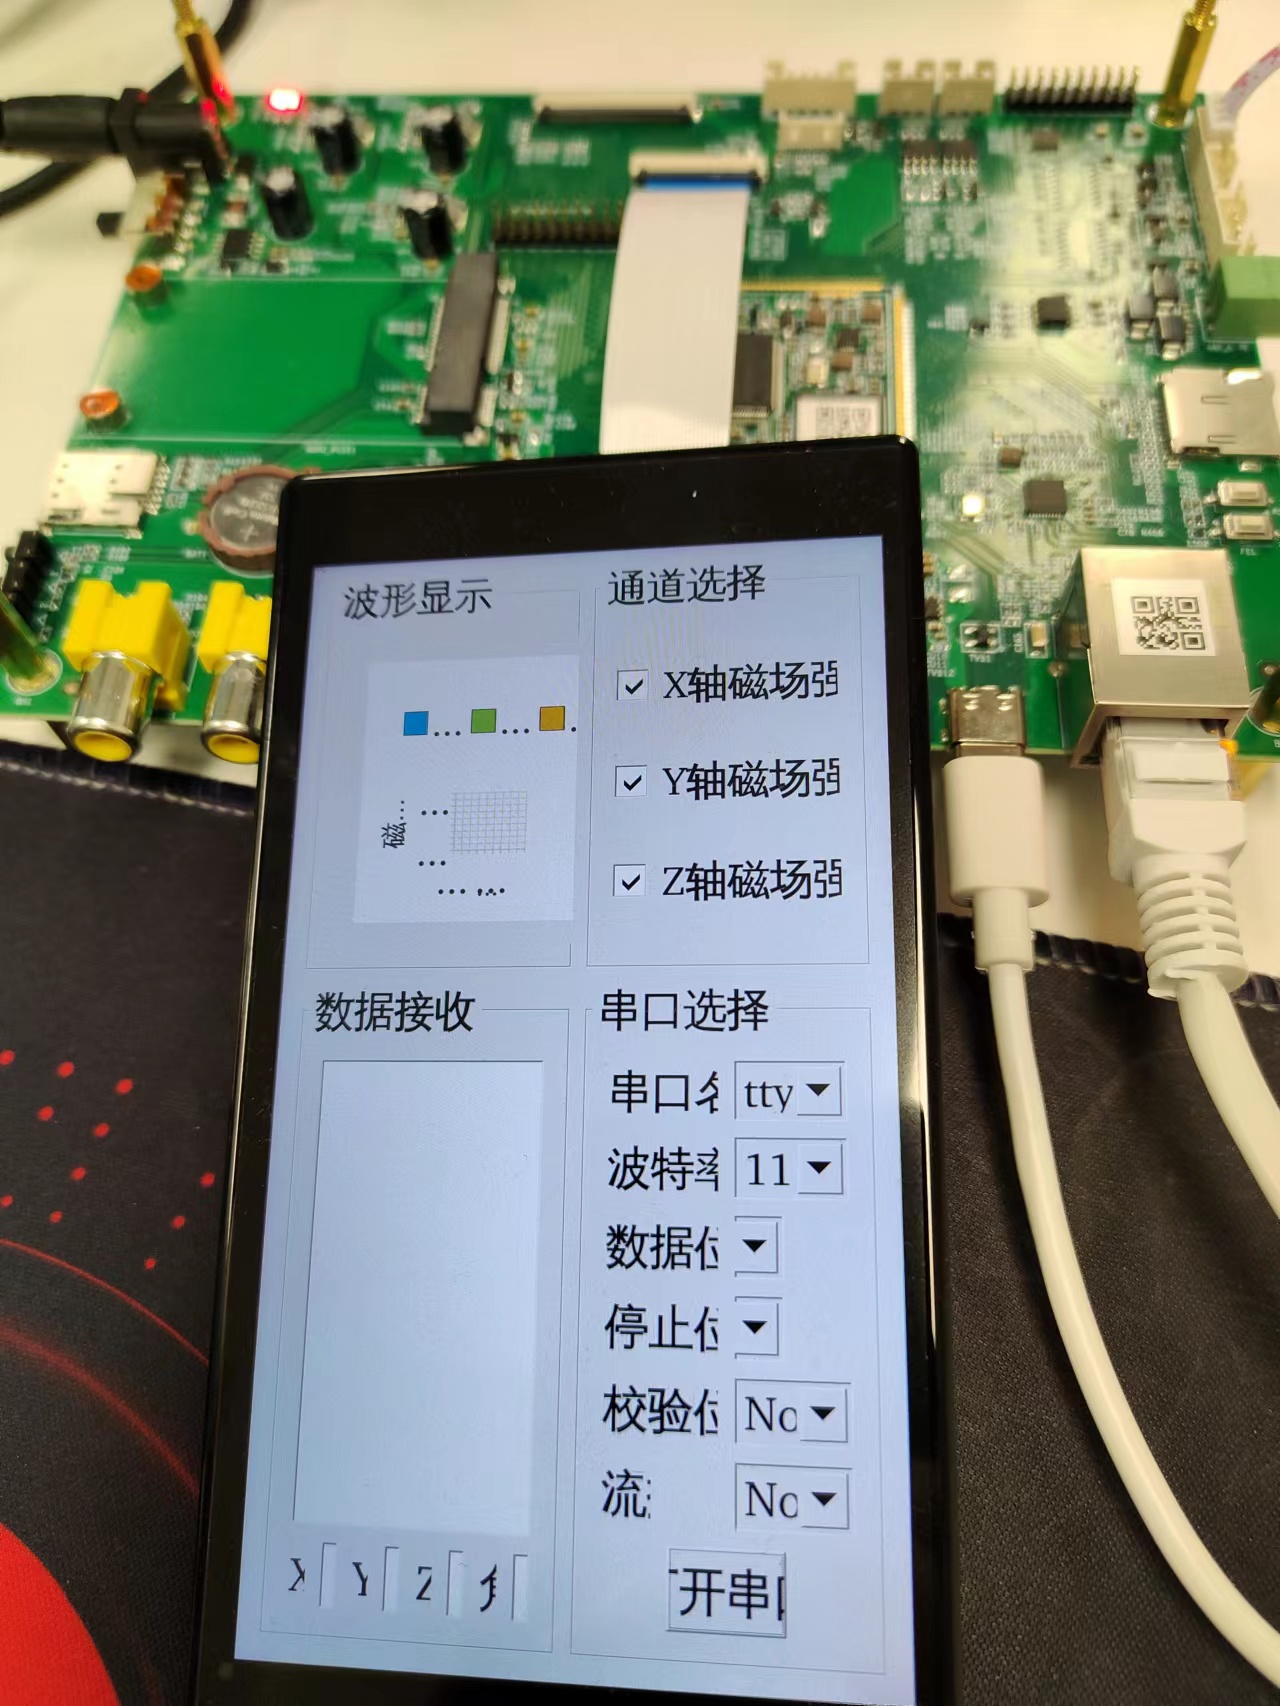 波形显示
... ... .
磁...
...
...
... ...
通道选择
X轴磁场强
Y轴磁场强
Z轴磁场强
数据接收
X Y Z
串口选择
串口名 tty
波特率 11
数据位
停止位
校验位 No
流 No
开串口